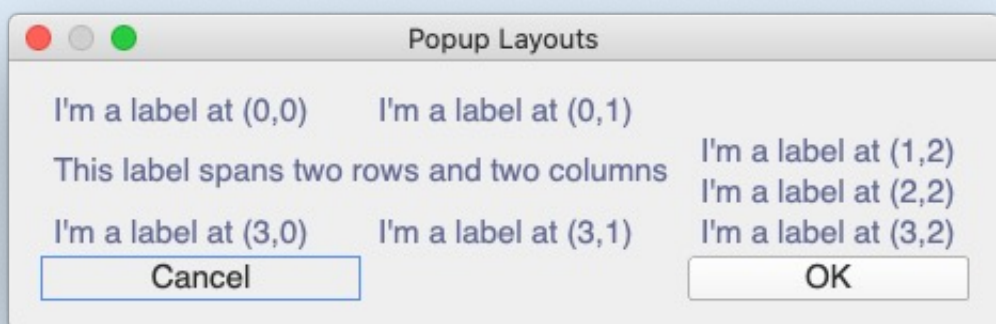 Popup Layouts
I'm a label at (0,0) I'm a label at (0,1)
I'm a label at (1,2)
This label spans two rows and two columns
I'm a label at (2,2)
I'm a label at (3,0) I'm a label at (3,1) I'm a label at (3,2)
Cancel OK